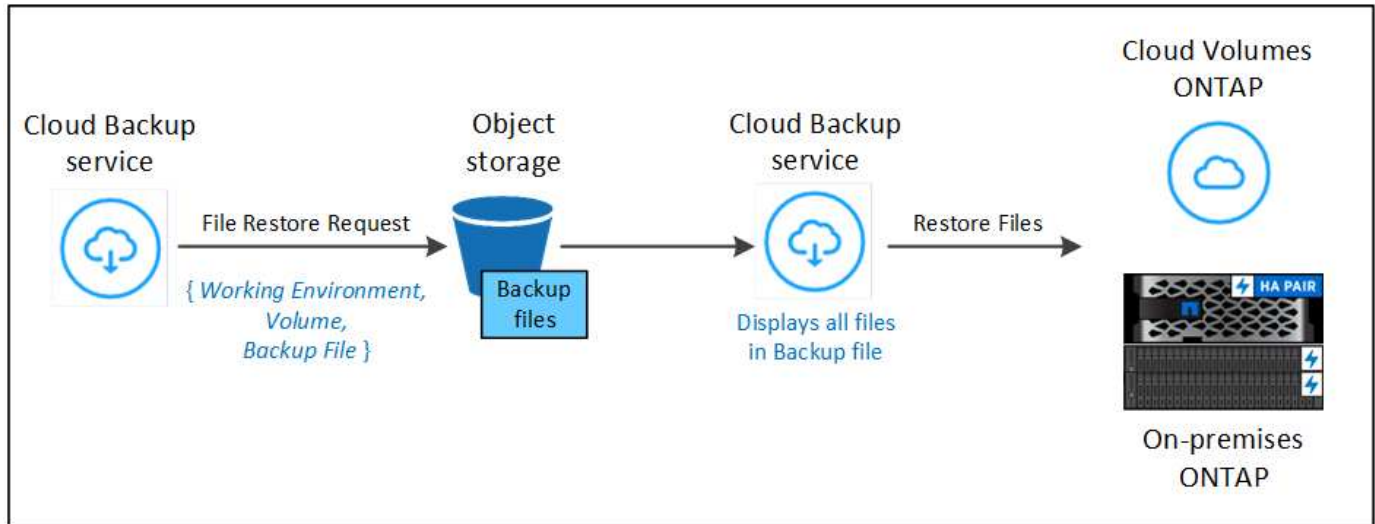 Cloud Backup
service
File Restore Request
{ Working Environment,
Volume,
Backup File }
Object
storage
Backup
files
Cloud Backup
service
Displays all files
in Backup file
Restore Files
Cloud Volumes
ONTAP
HA PAIR
On-premises
ONTAP